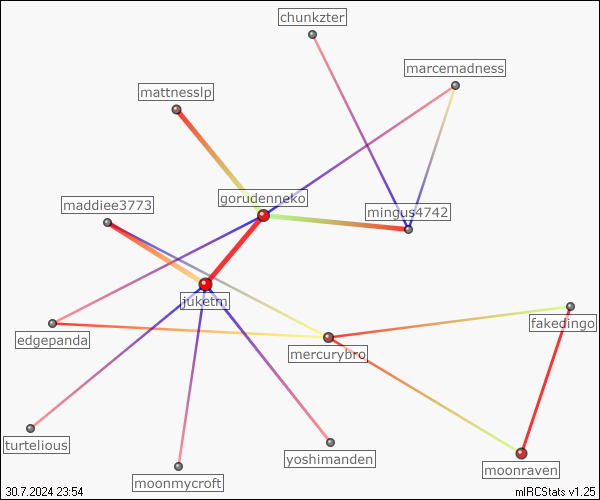 chunkzter
marcemadness
mattnesslp
gorudenneko
maddiee3773
mingus4742
juketm
fakedingo
edgepanda
mercurybro
turtelious
yoshimanden
moonraven
moonmycroft
30.7.2024 23:54
mIRCStats v1.25